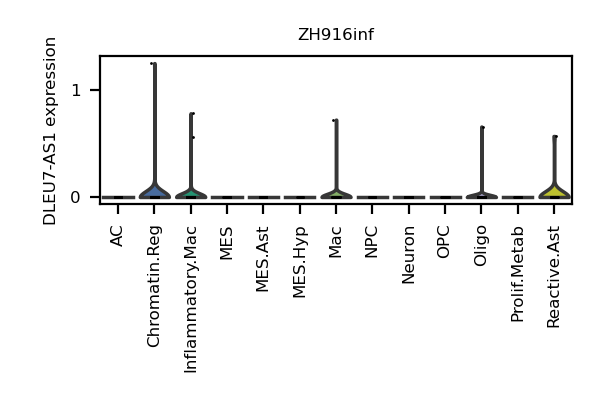 ZH916inf
DLEU7-AS1 expression
1
0
AC
Chromatin.Reg
Inflammatory.Mac
MES
MES.Ast
MES.Hyp
Mac
NPC
Neuron
OPC
Oligo
Prolif.Metab
Reactive.Ast